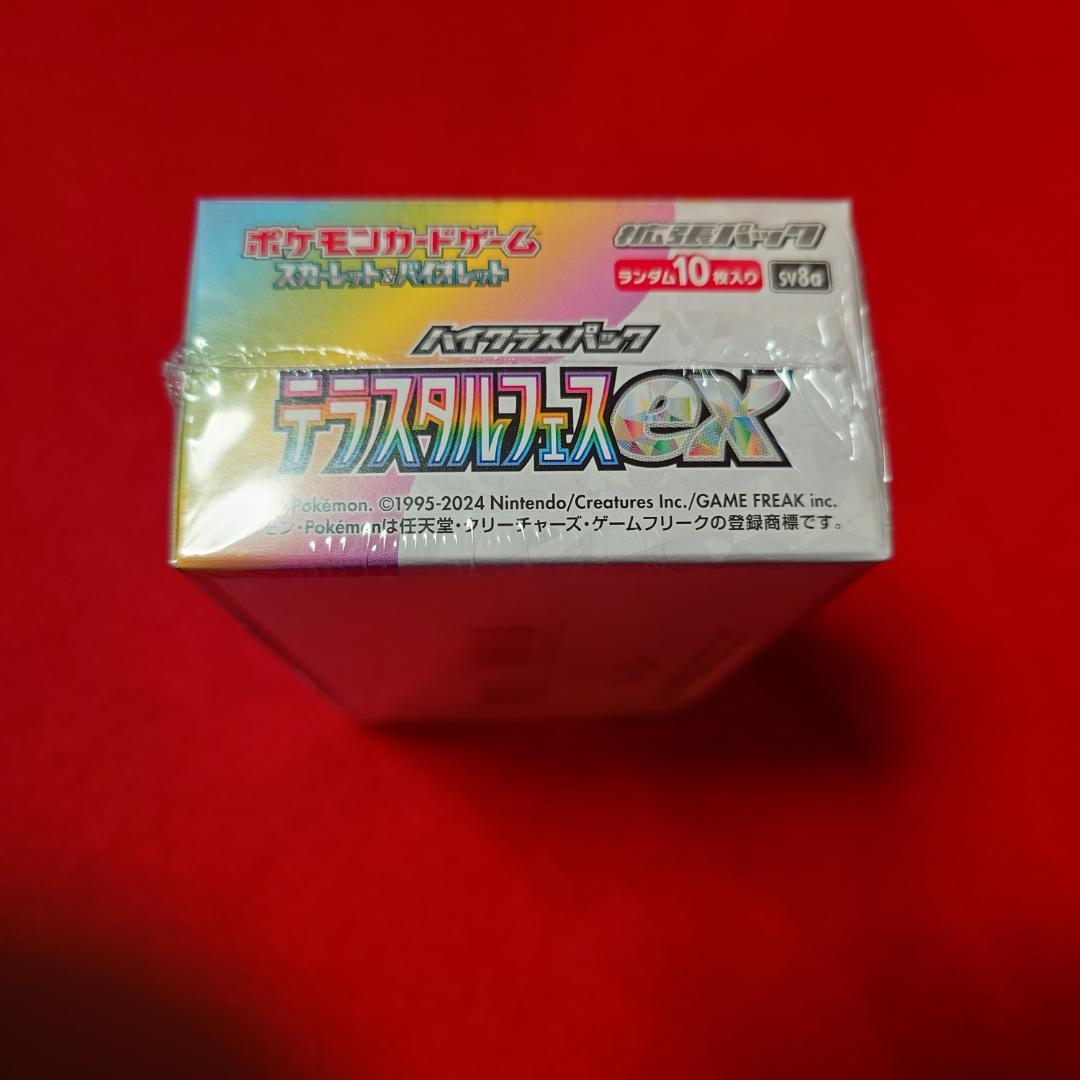 ポケモンカードゲーム
スカーレット&バイオレット
拡張パック
ランダム10枚入り SV8a
ハイクラスパック
テラスタルフェスex
Pokémon. ©1995-2024 Nintendo/Creatures Inc./GAME FREAK inc.
モン・Pokémonは任天堂・クリーチャーズ・ゲームフリークの登録商標です。